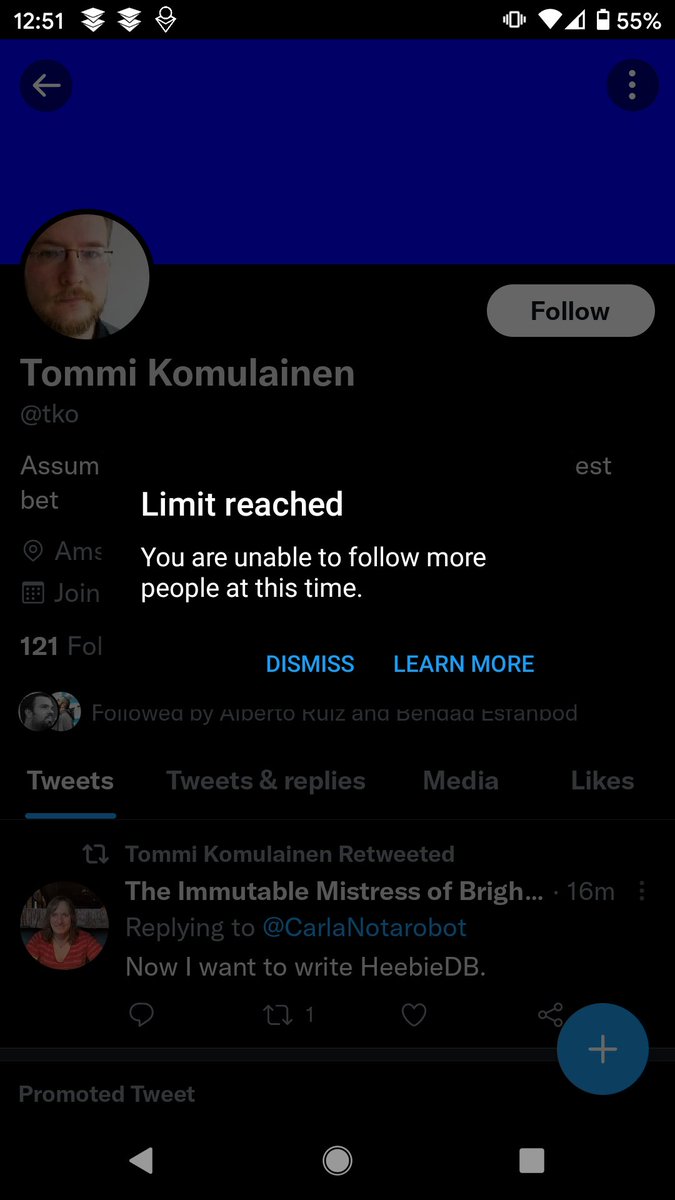 12:51
55%
Follow
Tommi Komulainen
@tko
Assum est
bet
Limit reached
Ams
You are unable to follow more
people at this time.
Join
121 Fol
DISMISS LEARN MORE
Followed by Alberto Ruiz and Behdad Esfahbod
Tweets Tweets & replies Media Likes
Tommi Komulainen Retweeted
The Immutable Mistress of Brigh... · 16m
Replying to @CarlaNotarobot
Now I want to write HeebieDB.
1
Promoted Tweet